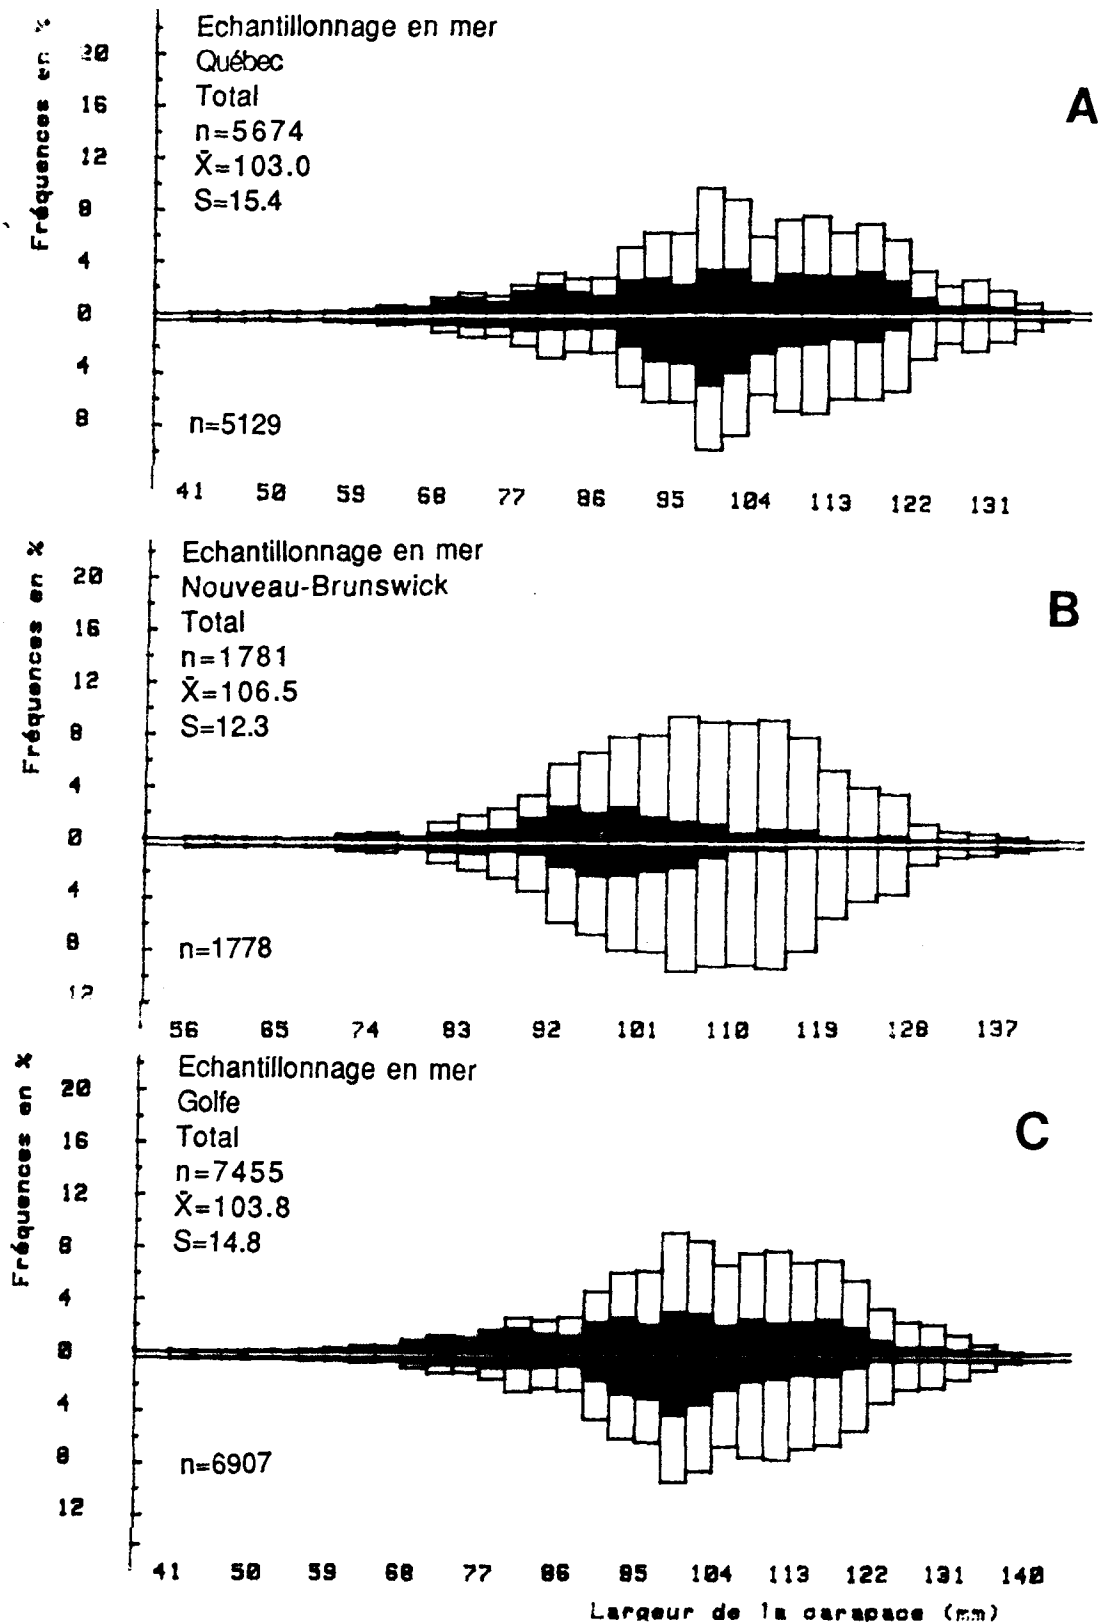 Fréquences en %
Echantillonnage en mer
Québec
Total
n=5674
X̄=103.0
S=15.4
A
20
16
12
8
4
0
4
8
n=5129
41 50 59 68 77 86 95 104 113 122 131
Fréquences en %
Echantillonnage en mer
Nouveau-Brunswick
Total
n=1781
X̄=106.5
S=12.3
B
20
16
12
8
4
0
4
8
12
n=1778
56 65 74 83 92 101 110 119 128 137
Fréquences en %
Echantillonnage en mer
Golfe
Total
n=7455
X̄=103.8
S=14.8
C
20
16
12
8
4
0
4
8
12
n=6907
41 50 59 68 77 86 95 104 113 122 131 140
Largeur de la carapace (mm)